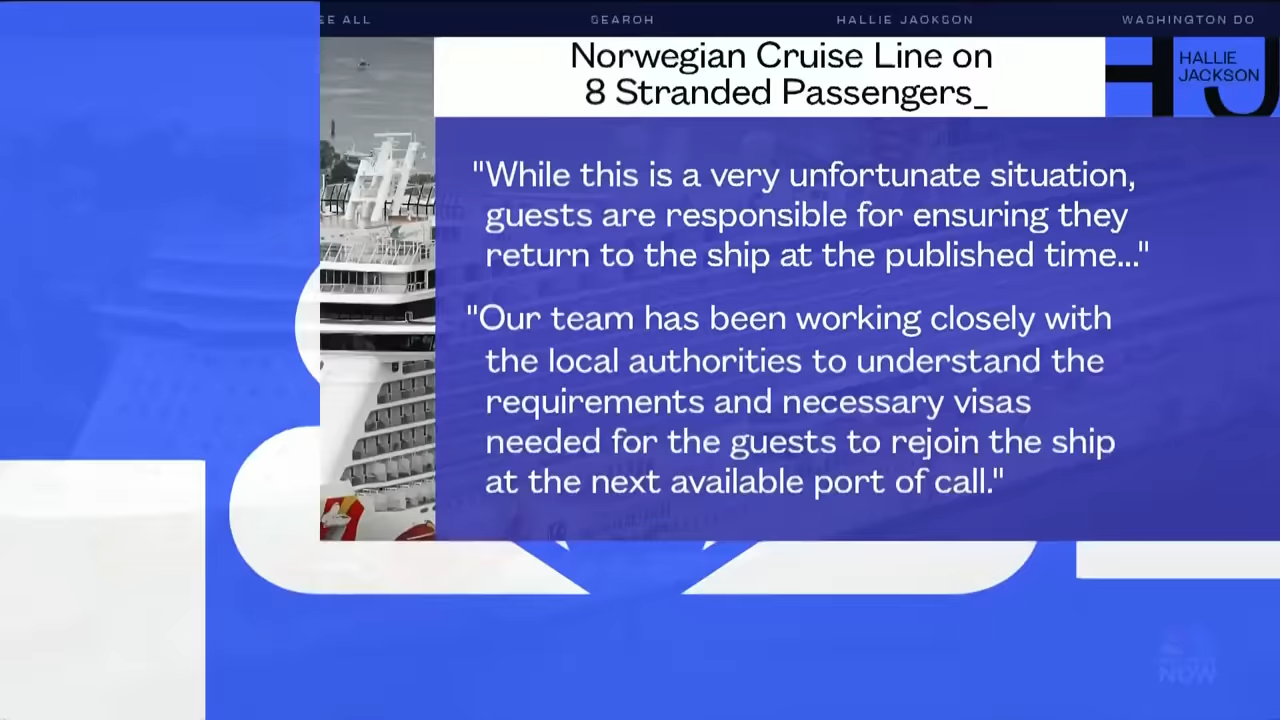 SEARCH
HALLIE JACKSON
WASHINGTON DC
Norwegian Cruise Line on
8 Stranded Passengers_
HALLIE
JACKSON
"While this is a very unfortunate situation,
guests are responsible for ensuring they
return to the ship at the published time..."
"Our team has been working closely with
the local authorities to understand the
requirements and necessary visas
needed for the guests to rejoin the ship
at the next available port of call."
NOW